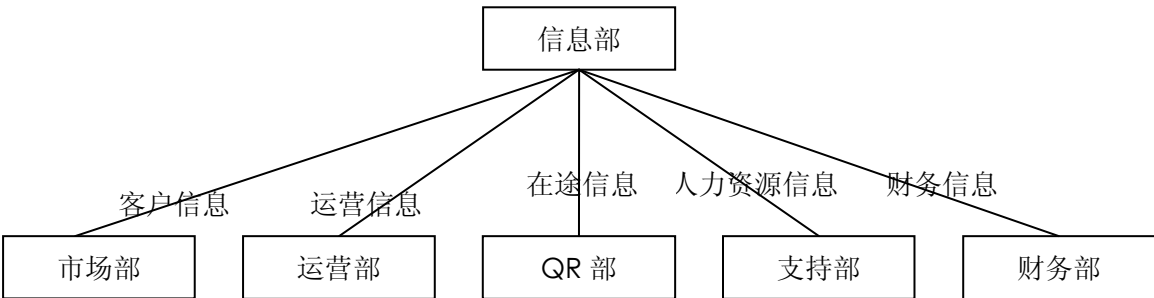 信息部
客户信息
运营信息
在途信息
人力资源信息
财务信息
市场部
运营部
QR 部
支持部
财务部